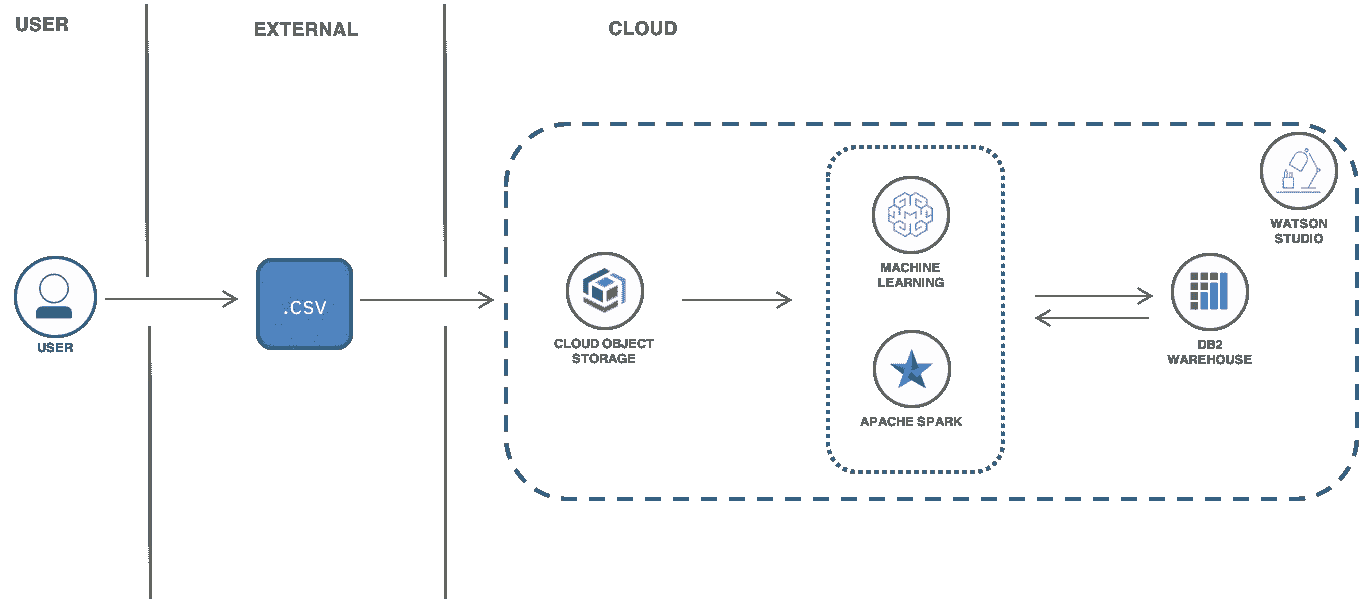 USER
EXTERNAL
CLOUD
WATSON
STUDIO
MACHINE
LEARNING
.CSV
USER
CLOUD OBJECT
STORAGE
DB2
WAREHOUSE
APACHE SPARK